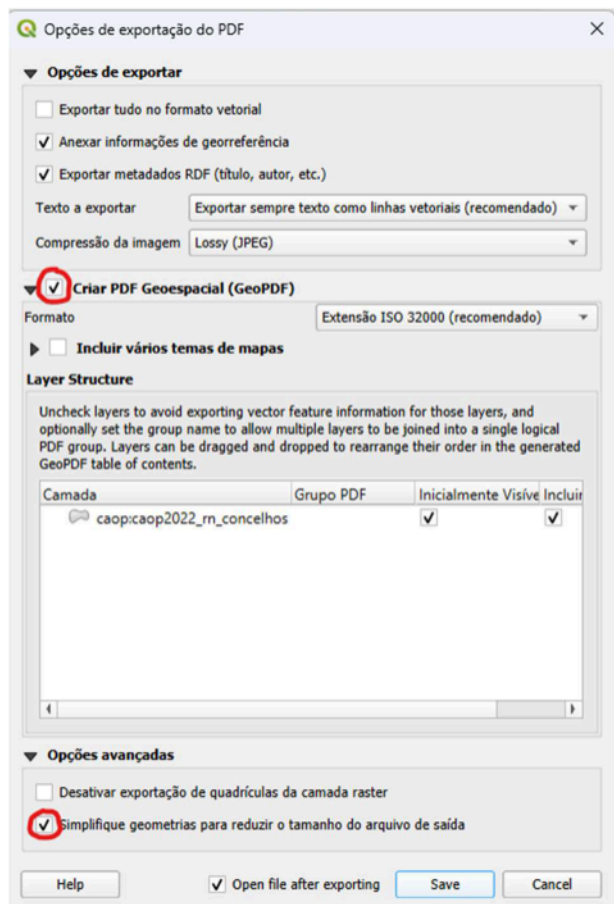 Opções de exportação do PDF
Opções de exportar
Exportar tudo no formato vetorial
Anexar informações de georreferência
Exportar metadados RDF (título, autor, etc.)
Texto a exportar Exportar sempre texto como linhas vetoriais (recomendado)
Compressão da imagem Lossy (JPEG)
Criar PDF Geoespacial (GeoPDF)
Formato Extensão ISO 32000 (recomendado)
Incluir vários temas de mapas
Layer Structure
Uncheck layers to avoid exporting vector feature information for those layers, and
optionally set the group name to allow multiple layers to be joined into a single logical
PDF group. Layers can be dragged and dropped to rearrange their order in the generated
GeoPDF table of contents.
Camada Grupo PDF Inicialmente Visíve Incluir
caop:caop2022_rn_concelhos
Opções avançadas
Desativar exportação de quadrículas da camada raster
Simplifique geometrias para reduzir o tamanho do arquivo de saída
Help Open file after exporting Save Cancel